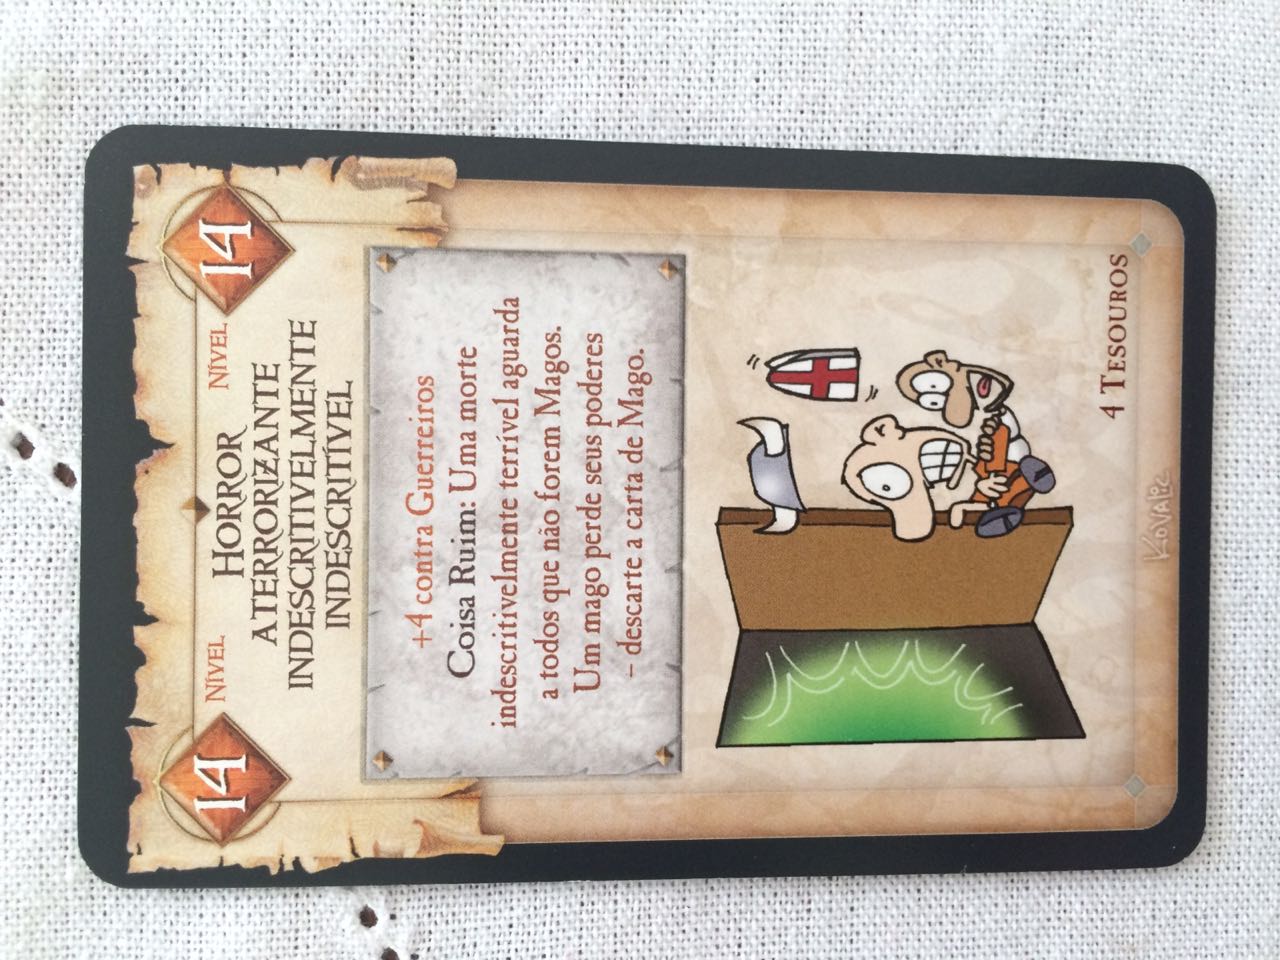 14 NÍVEL HORROR NÍVEL 14
ATERRORIZANTE
INDESCRITIVELMENTE
INDESCRITÍVEL
+4 contra Guerreiros
Coisa Ruim: Uma morte
indescritivelmente terrível aguarda
a todos que não forem Magos.
Um mago perde seus poderes
– descarte a carta de Mago.
4 TESOUROS
KOVALIC